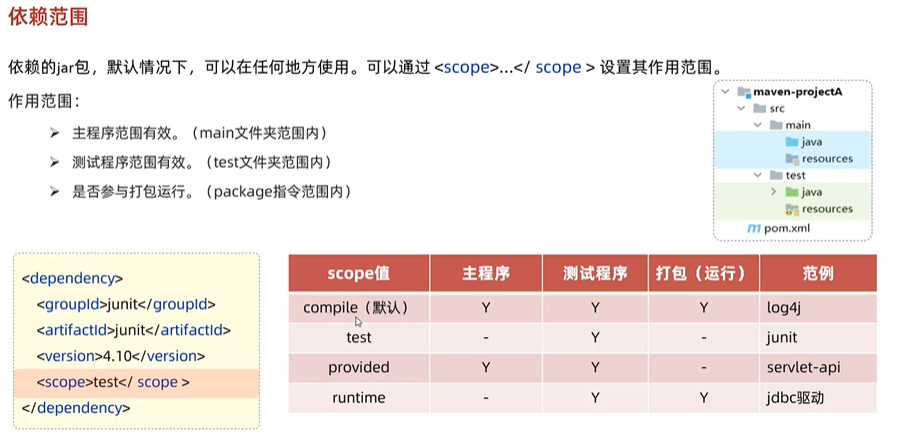 依赖范围
依赖的jar包，默认情况下，可以在任何地方使用。可以通过 <scope>...</ scope > 设置其作用范围。
作用范围：
➢ 主程序范围有效。（main文件夹范围内）
➢ 测试程序范围有效。（test文件夹范围内）
➢ 是否参与打包运行。（package指令范围内）
maven-projectA
src
main
java
resources
test
java
resources
pom.xml
<dependency>
<groupId>junit</groupId>
<artifactId>junit</artifactId>
<version>4.10</version>
<scope>test</ scope >
</dependency>
scope值 主程序 测试程序 打包（运行） 范例
compile（默认） Y Y Y log4j
test - Y - junit
provided Y Y - servlet-api
runtime - Y Y jdbc驱动